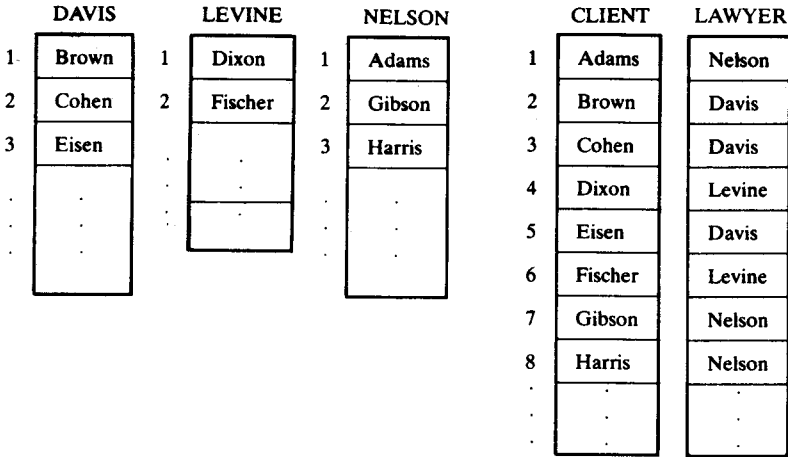 DAVIS LEVINE NELSON CLIENT LAWYER
1 Brown 1 Dixon 1 Adams 1 Adams Nelson
2 Cohen 2 Fischer 2 Gibson 2 Brown Davis
3 Eisen 3 Harris 3 Cohen Davis
4 Dixon Levine
5 Eisen Davis
6 Fischer Levine
7 Gibson Nelson
8 Harris Nelson